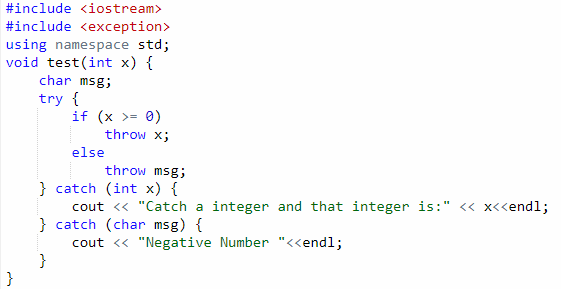 #include <iostream>
#include <exception>
using namespace std;
void test(int x) {
    char msg;
    try {
        if (x >= 0)
            throw x;
        else
            throw msg;
    } catch (int x) {
        cout << "Catch a integer and that integer is:" << x<<endl;
    } catch (char msg) {
        cout << "Negative Number "<<endl;
    }
}